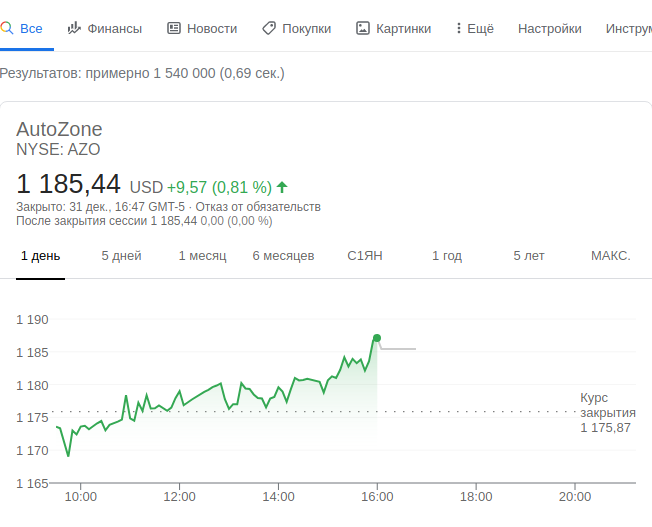 Все Финансы Новости Покупки Картинки Ещё Настройки Инструм
Результатов: примерно 1 540 000 (0,69 сек.)
AutoZone
NYSE: AZO
1 185,44 USD +9,57 (0,81 %)
Закрыто: 31 дек., 16:47 GMT-5 · Отказ от обязательств
После закрытия сессии 1 185,44 0,00 (0,00 %)
1 день 5 дней 1 месяц 6 месяцев С1ЯН 1 год 5 лет МАКС.
1 190
1 185
1 180
1 175
1 170
1 165
Курс
закрытия
1 175,87
10:00 12:00 14:00 16:00 18:00 20:00